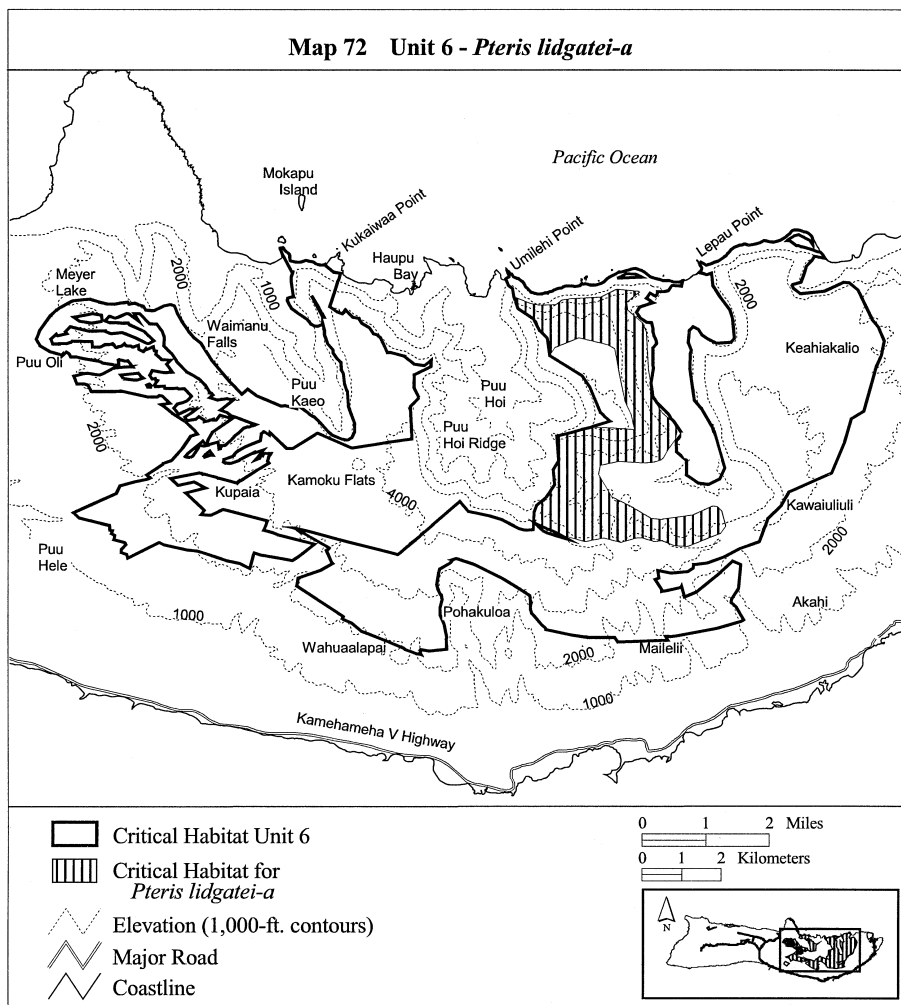 Map 72 Unit 6 - Pteris lidgatei-a
Pacific Ocean
Mokapu
Island
Kukaiwaa Point
Haupu
Bay
Umilehi Point
Lepau Point
Meyer
Lake
2000
1000
2000
Waimanu
Falls
Keahiakalio
Puu Oli
Puu
Kaeo
Puu
Hoi
Puu
Hoi Ridge
2000
Kupaia
Kamoku Flats
4000
Kawaiuliuli
2000
Puu
Hele
1000
Pohakuloa
Akahi
Wahuaalapai
Mailelii
2000
1000
Kamehameha V Highway
Critical Habitat Unit 6
Critical Habitat for
Pteris lidgatei-a
Elevation (1,000-ft. contours)
Major Road
Coastline
0 1 2 Miles
0 1 2 Kilometers
N